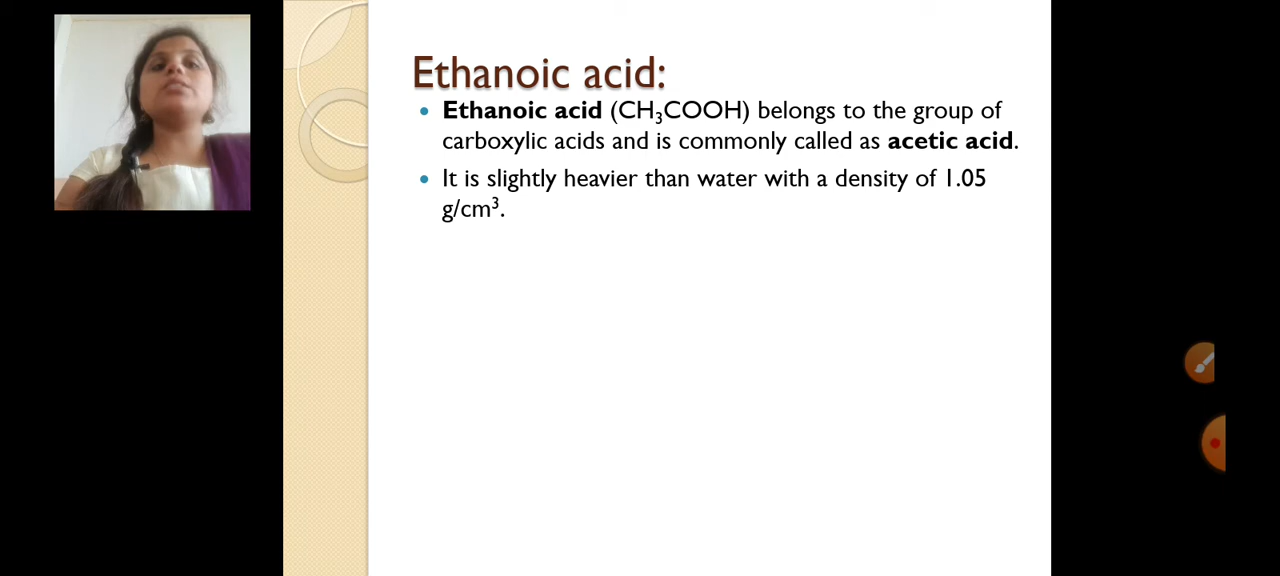 Ethanoic acid:
• Ethanoic acid (CH₃COOH) belongs to the group of
carboxylic acids and is commonly called as acetic acid.
• It is slightly heavier than water with a density of 1.05
g/cm³.